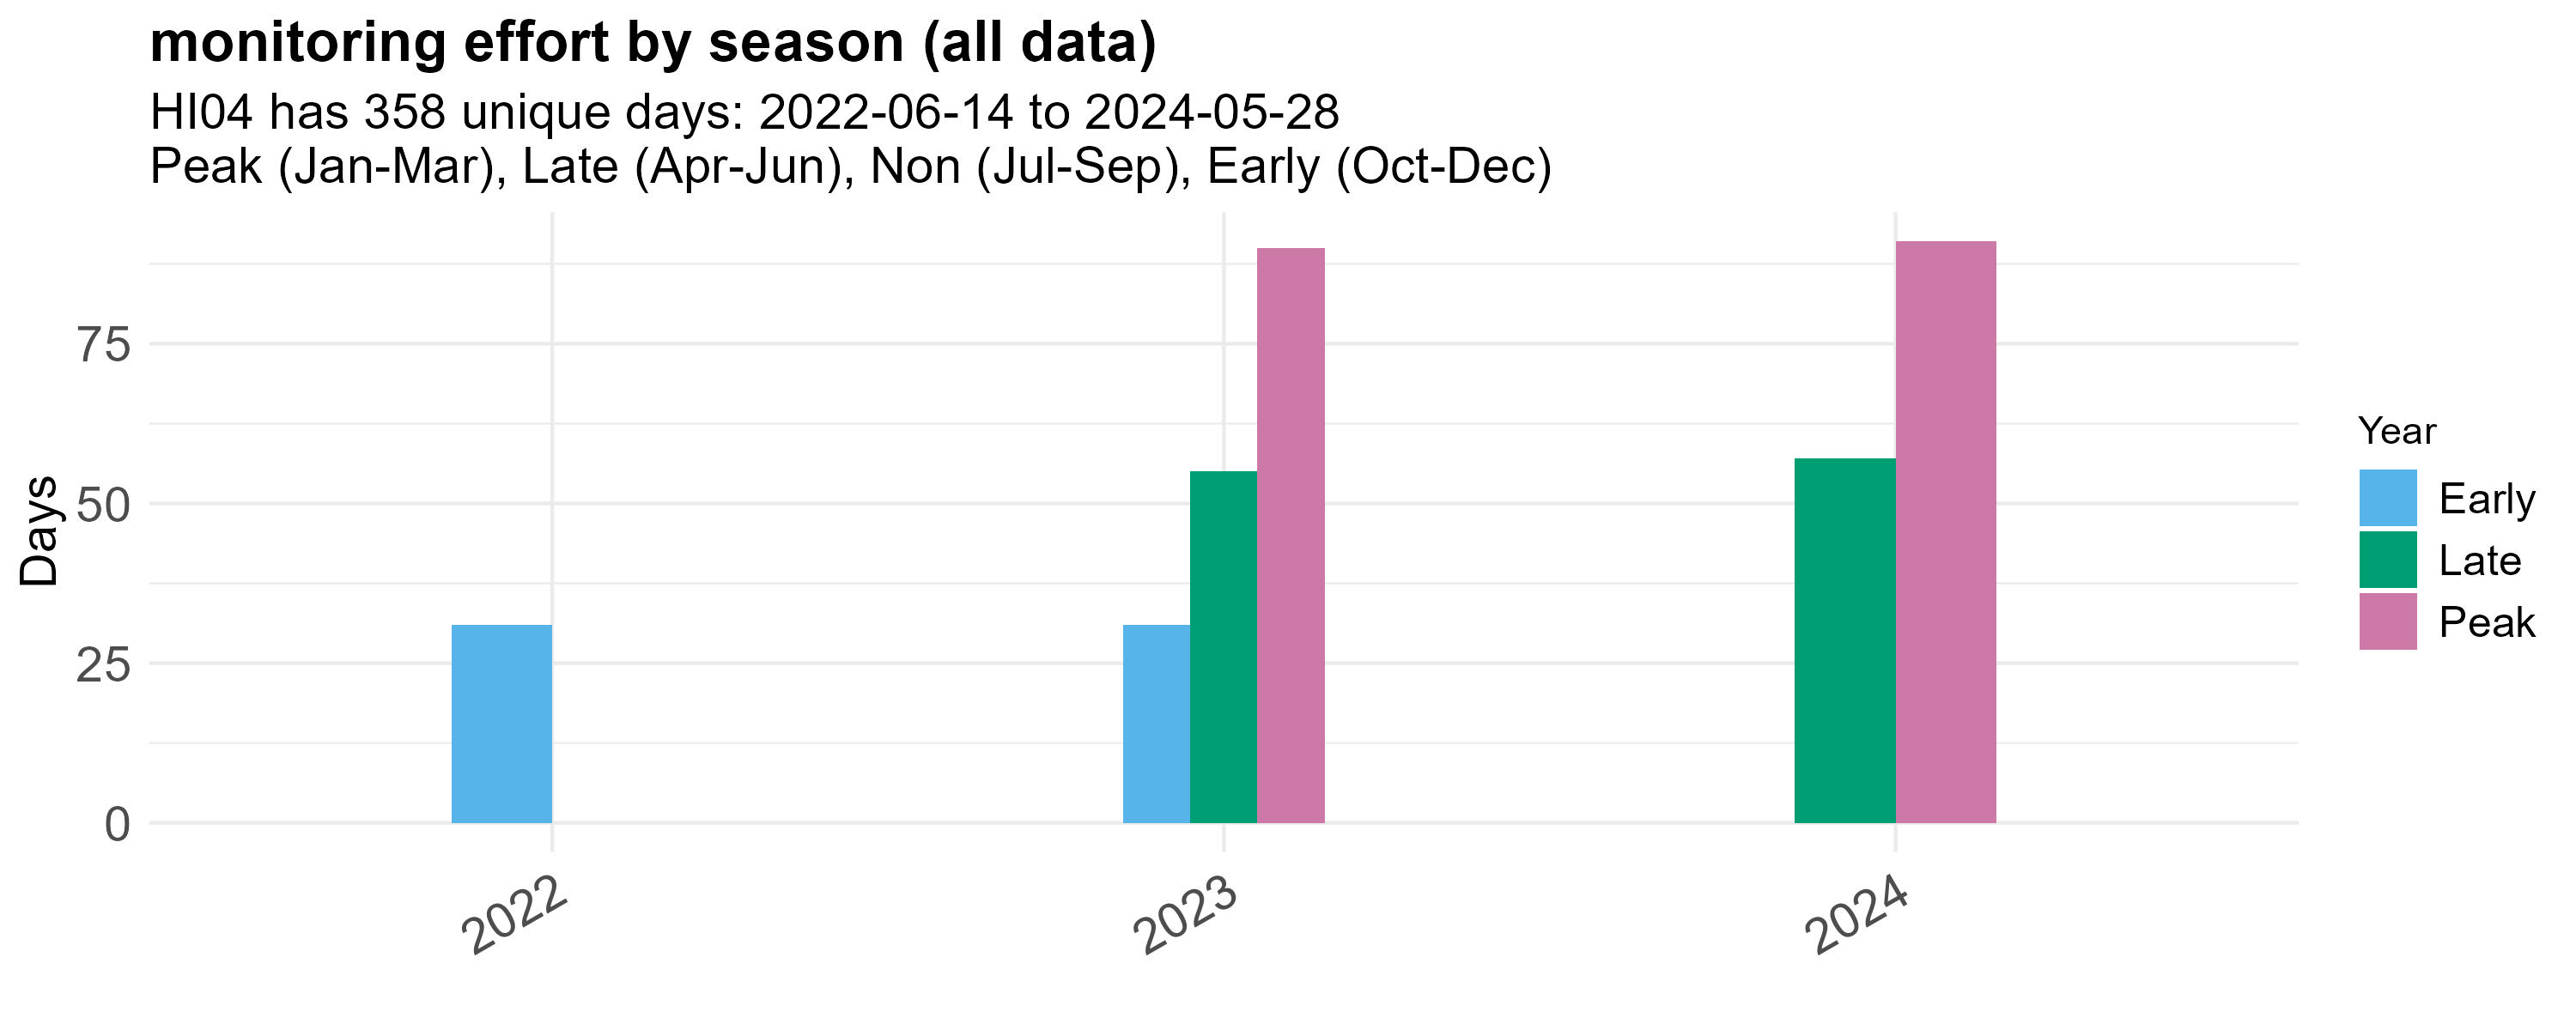 monitoring effort by season (all data)
HI04 has 358 unique days: 2022-06-14 to 2024-05-28
Peak (Jan-Mar), Late (Apr-Jun), Non (Jul-Sep), Early (Oct-Dec)
Days
75
50
25
0
2022
2023
2024
Year
Early
Late
Peak